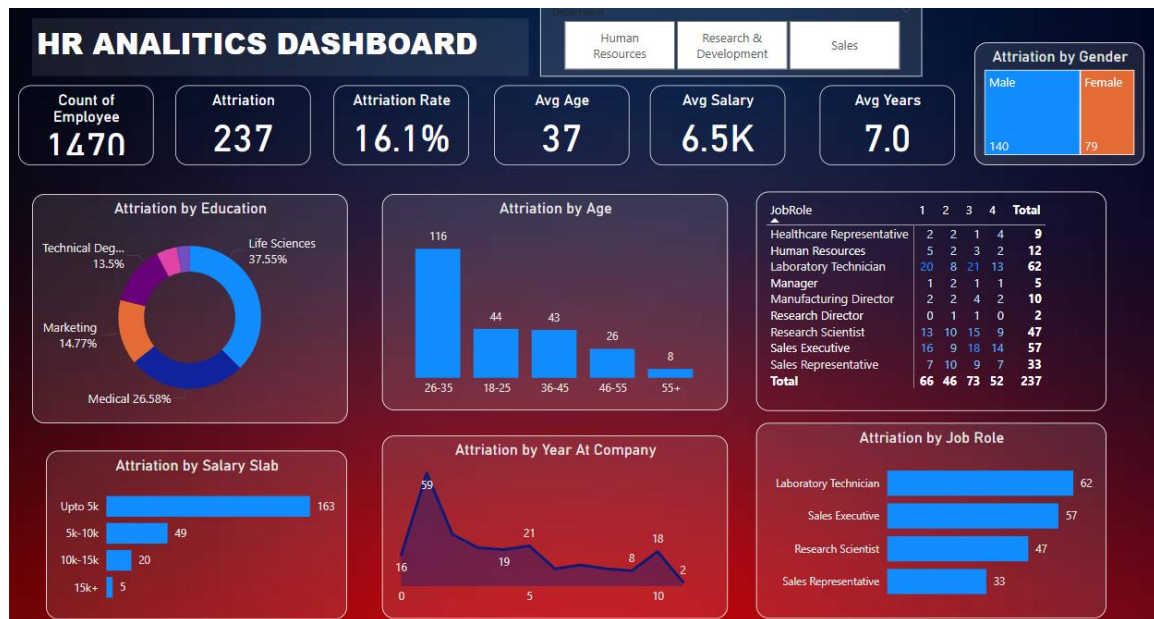 Department
HR ANALITICS DASHBOARD
Human
Resources
Research &
Development
Sales
Count of
Employee
1470
Attriation
237
Attriation Rate
16.1%
Avg Age
37
Avg Salary
6.5K
Avg Years
7.0
Attriation by Gender
Male
Female
140
79
Attriation by Education
Technical Deg...
13.5%
Life Sciences
37.55%
Marketing
14.77%
Medical 26.58%
Attriation by Age
116
44
43
26
8
26-35 18-25 36-45 46-55 55+
JobRole 1 2 3 4 Total
Healthcare Representative 2 2 1 4 9
Human Resources 5 2 3 2 12
Laboratory Technician 20 8 21 13 62
Manager 1 2 1 1 5
Manufacturing Director 2 2 4 2 10
Research Director 0 1 1 0 2
Research Scientist 13 10 15 9 47
Sales Executive 16 9 18 14 57
Sales Representative 7 10 9 7 33
Total 66 46 73 52 237
Attriation by Salary Slab
Upto 5k 163
5k-10k 49
10k-15k 20
15k+ 5
Attriation by Year At Company
59
16
19
21
8
18
2
0 5 10
Attriation by Job Role
Laboratory Technician 62
Sales Executive 57
Research Scientist 47
Sales Representative 33